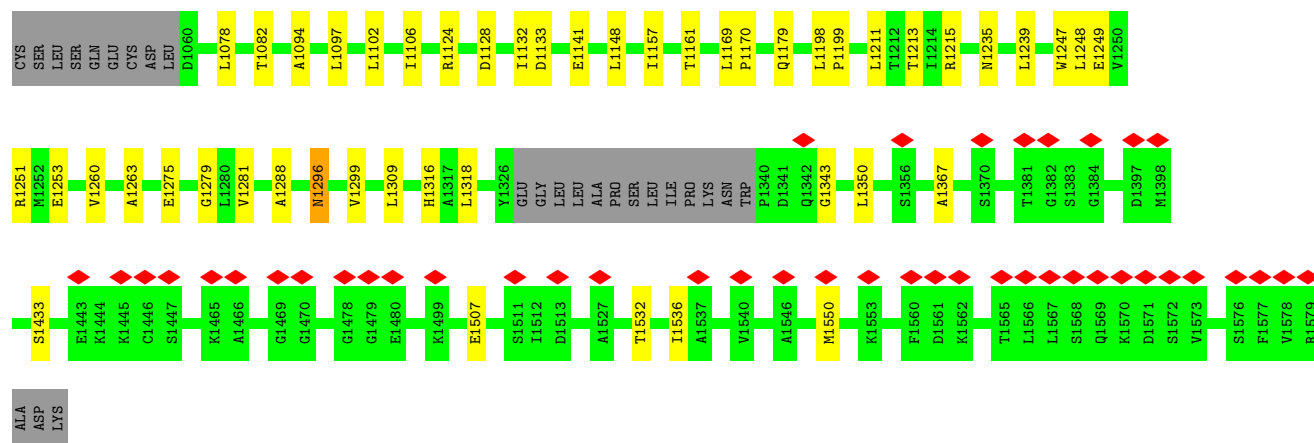 CYS SER LEU SER GLN GLU CYS ASP LEU D1060 L1078 T1082 A1094 L1097 L1102 I1106 R1124 D1128 I1132 D1133 E1141 L1148 I1157 T1161 L1169 P1170 Q1179 L1198 P1199 L1211 T1212 T1213 I1214 R1215 N1235 L1239 W1247 L1248 E1249 V1250
R1251 M1252 E1253 V1260 A1263 E1275 G1279 L1280 V1281 A1288 N1296 V1299 L1309 H1316 A1317 L1318 Y1326 GLU GLY LEU LEU ALA PRO SER LEU ILE PRO LYS ASN TRP P1340 D1341 Q1342 G1343 L1350 S1356 A1367 S1370 T1381 G1382 S1383 G1384 D1397 M1398
S1433 E1443 K1444 K1445 C1446 S1447 K1465 A1466 G1469 G1470 G1478 G1479 E1480 K1499 E1507 S1511 I1512 D1513 A1527 T1532 I1536 A1537 V1540 A1546 M1550 K1553 F1560 D1561 K1562 T1565 L1566 L1567 S1568 Q1569 K1570 D1571 S1572 V1573 S1576 F1577 V1578 R1579
ALA ASP LYS